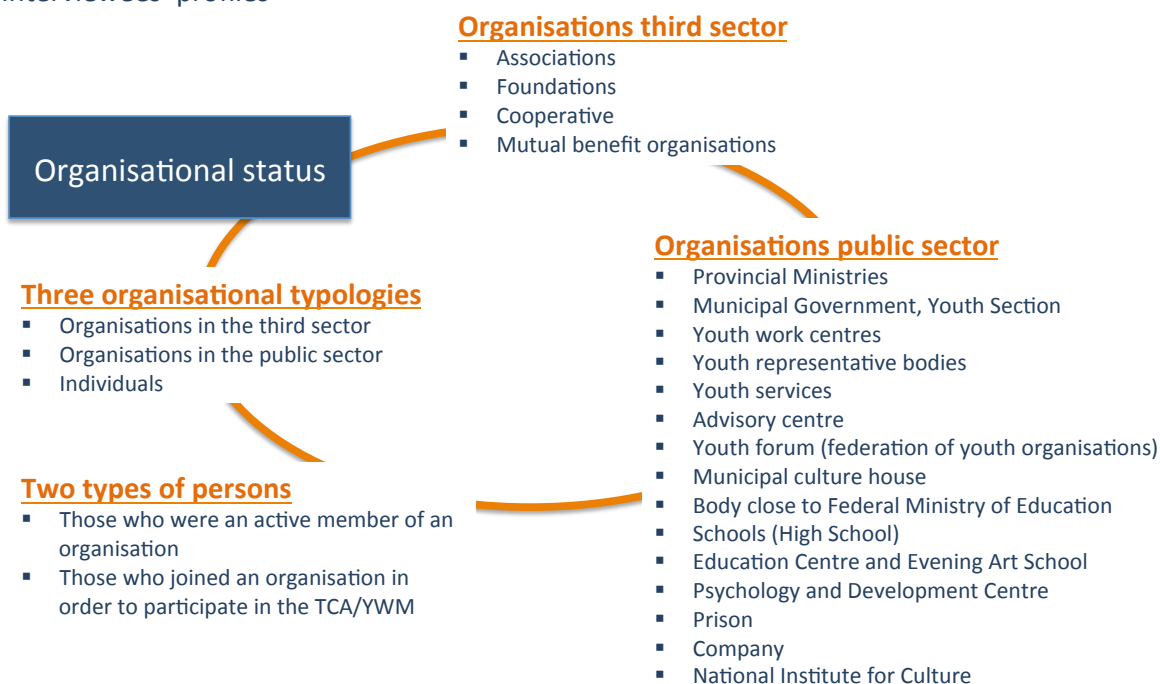 Interviewees' profiles
Organisations third sector
▪ Associations
▪ Foundations
▪ Cooperative
▪ Mutual benefit organisations
Organisational status
Organisations public sector
▪ Provincial Ministries
▪ Municipal Government, Youth Section
▪ Youth work centres
▪ Youth representative bodies
▪ Youth services
▪ Advisory centre
▪ Youth forum (federation of youth organisations)
▪ Municipal culture house
▪ Body close to Federal Ministry of Education
▪ Schools (High School)
▪ Education Centre and Evening Art School
▪ Psychology and Development Centre
▪ Prison
▪ Company
▪ National Institute for Culture
Three organisational typologies
▪ Organisations in the third sector
▪ Organisations in the public sector
▪ Individuals
Two types of persons
▪ Those who were an active member of an
organisation
▪ Those who joined an organisation in
order to participate in the TCA/YWM